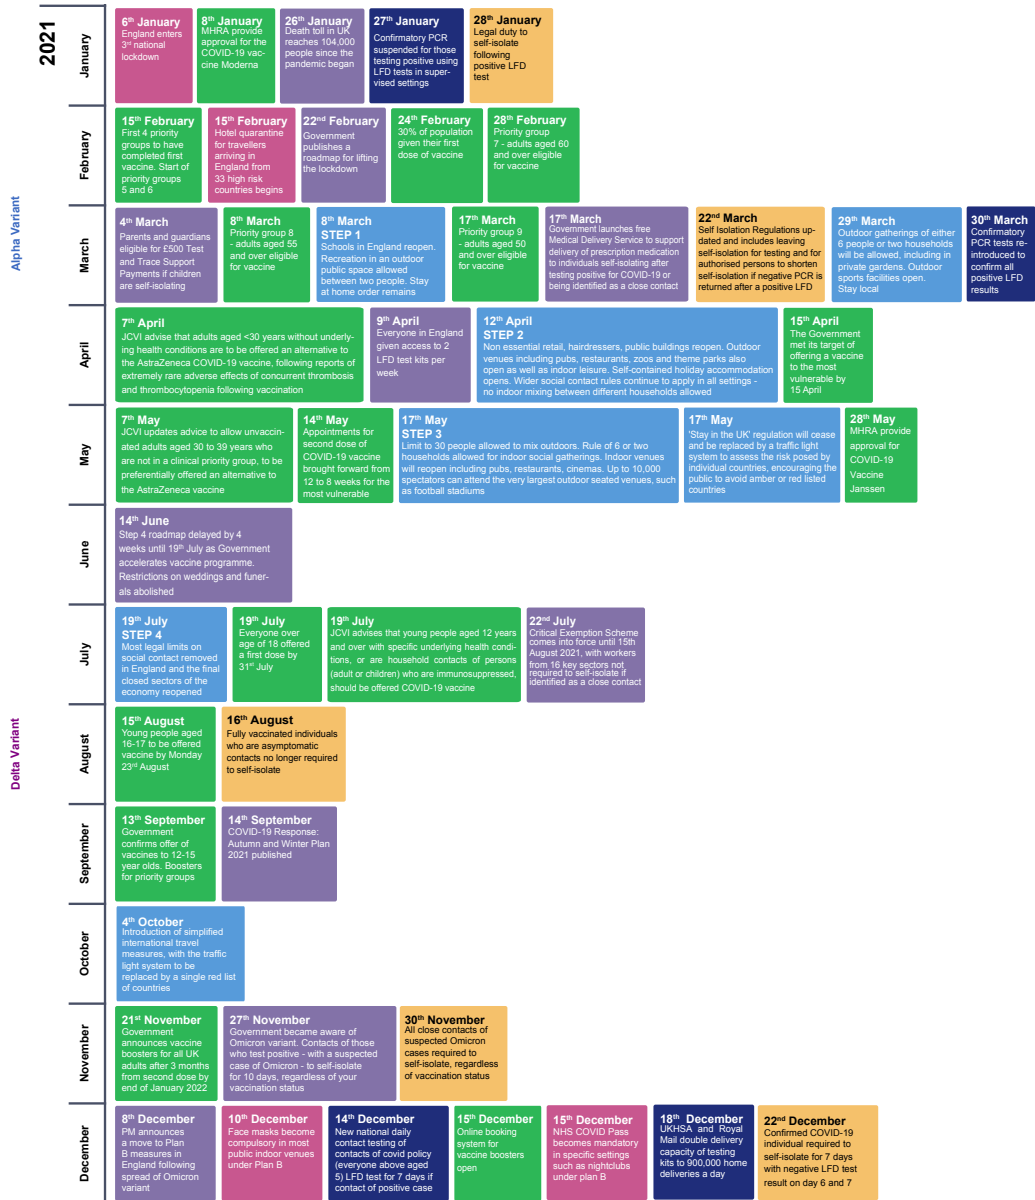 2021
Alpha Variant
Delta Variant
January
6th January
England enters
3rd national
lockdown
8th January
MHRA provide
approval for the
COVID-19 vac-
cine Moderna
26th January
Death toll in UK
reaches 104,000
people since the
pandemic began
27th January
Confirmatory PCR
suspended for those
testing positive using
LFD tests in super-
vised settings
28th January
Legal duty to
self-isolate
following
positive LFD
test
February
15th February
First 4 priority
groups to have
completed first
vaccine. Start of
priority groups
5 and 6
15th February
Hotel quarantine
for travellers
arriving in
England from
33 high risk
countries begins
22nd February
Government
publishes a
roadmap for lifting
the lockdown
24th February
30% of population
given their first
dose of vaccine
28th February
Priority group
7 - adults aged 60
and over eligible
for vaccine
March
4th March
Parents and guardians
eligible for £500 Test
and Trace Support
Payments if children
are self-isolating
8th March
Priority group 8
- adults aged 55
and over eligible
for vaccine
8th March
STEP 1
Schools in England reopen.
Recreation in an outdoor
public space allowed
between two people. Stay
at home order remains
17th March
Priority group 9
- adults aged 50
and over eligible
for vaccine
17th March
Government launches free
Medical Delivery Service to support
delivery of prescription medication
to individuals self-isolating after
testing positive for COVID-19 or
being identified as a close contact
22nd March
Self Isolation Regulations up-
dated and includes leaving
self-isolation for testing and for
authorised persons to shorten
self-isolation if negative PCR is
returned after a positive LFD
29th March
Outdoor gatherings of either
6 people or two households
will be allowed, including in
private gardens. Outdoor
sports facilities open.
Stay local
30th March
Confirmatory
PCR tests re-
introduced to
confirm all
positive LFD
results
April
7th April
JCVI advise that adults aged <30 years without underly-
ing health conditions are to be offered an alternative to
the AstraZeneca COVID-19 vaccine, following reports of
extremely rare adverse effects of concurrent thrombosis
and thrombocytopenia following vaccination
9th April
Everyone in England
given access to 2
LFD test kits per
week
12th April
STEP 2
Non essential retail, hairdressers, public buildings reopen. Outdoor
venues including pubs, restaurants, zoos and theme parks also
open as well as indoor leisure. Self-contained holiday accommodation
opens. Wider social contact rules continue to apply in all settings -
no indoor mixing between different households allowed
15th April
The Government
met its target of
offering a vaccine
to the most
vulnerable by
15 April
May
7th May
JCVI updates advice to allow unvaccin-
ated adults aged 30 to 39 years who
are not in a clinical priority group, to be
preferentially offered an alternative to
the AstraZeneca vaccine
14th May
Appointments for
second dose of
COVID-19 vaccine
brought forward from
12 to 8 weeks for the
most vulnerable
17th May
STEP 3
Limit to 30 people allowed to mix outdoors. Rule of 6 or two
households allowed for indoor social gatherings. Indoor venues
will reopen including pubs, restaurants, cinemas. Up to 10,000
spectators can attend the very largest outdoor seated venues, such
as football stadiums
17th May
'Stay in the UK' regulation will cease
and be replaced by a traffic light
system to assess the risk posed by
individual countries, encouraging the
public to avoid amber or red listed
countries
28th May
MHRA provide
approval for
COVID-19
Vaccine
Janssen
June
14th June
Step 4 roadmap delayed by 4
weeks until 19th July as Government
accelerates vaccine programme.
Restrictions on weddings and funer-
als abolished
July
19th July
STEP 4
Most legal limits on
social contact removed
in England and the final
closed sectors of the
economy reopened
19th July
Everyone over
age of 18 offered
a first dose by
31st July
19th July
JCVI advises that young people aged 12 years
and over with specific underlying health condi-
tions, or are household contacts of persons
(adult or children) who are immunosuppressed,
should be offered COVID-19 vaccine
22nd July
Critical Exemption Scheme
comes into force until 15th
August 2021, with workers
from 16 key sectors not
required to self-isolate if
identified as a close contact
August
15th August
Young people aged
16-17 to be offered
vaccine by Monday
23rd August
16th August
Fully vaccinated individuals
who are asymptomatic
contacts no longer required
to self-isolate
September
13th September
Government
confirms offer of
vaccines to 12-15
year olds. Boosters
for priority groups
14th September
COVID-19 Response:
Autumn and Winter Plan
2021 published
October
4th October
Introduction of simplified
international travel
measures, with the traffic
light system to be
replaced by a single red list
of countries
November
21st November
Government
announces vaccine
boosters for all UK
adults after 3 months
from second dose by
end of January 2022
27th November
Government became aware of
Omicron variant. Contacts of those
who test positive - with a suspected
case of Omicron - to self-isolate
for 10 days, regardless of your
vaccination status
30th November
All close contacts of
suspected Omicron
cases required to
self-isolate, regardless
of vaccination status
December
8th December
PM announces
a move to Plan
B measures in
England following
spread of Omicron
variant
10th December
Face masks become
compulsory in most
public indoor venues
under Plan B
14th December
New national daily
contact testing of
contacts of covid policy
(everyone above aged
5) LFD test for 7 days if
contact of positive case
15th December
Online booking
system for
vaccine boosters
open
15th December
NHS COVID Pass
becomes mandatory
in specific settings
such as nightclubs
under plan B
18th December
UKHSA and Royal
Mail double delivery
capacity of testing
kits to 900,000 home
deliveries a day
22nd December
Confirmed COVID-19
individual required to
self-isolate for 7 days
with negative LFD test
result on day 6 and 7